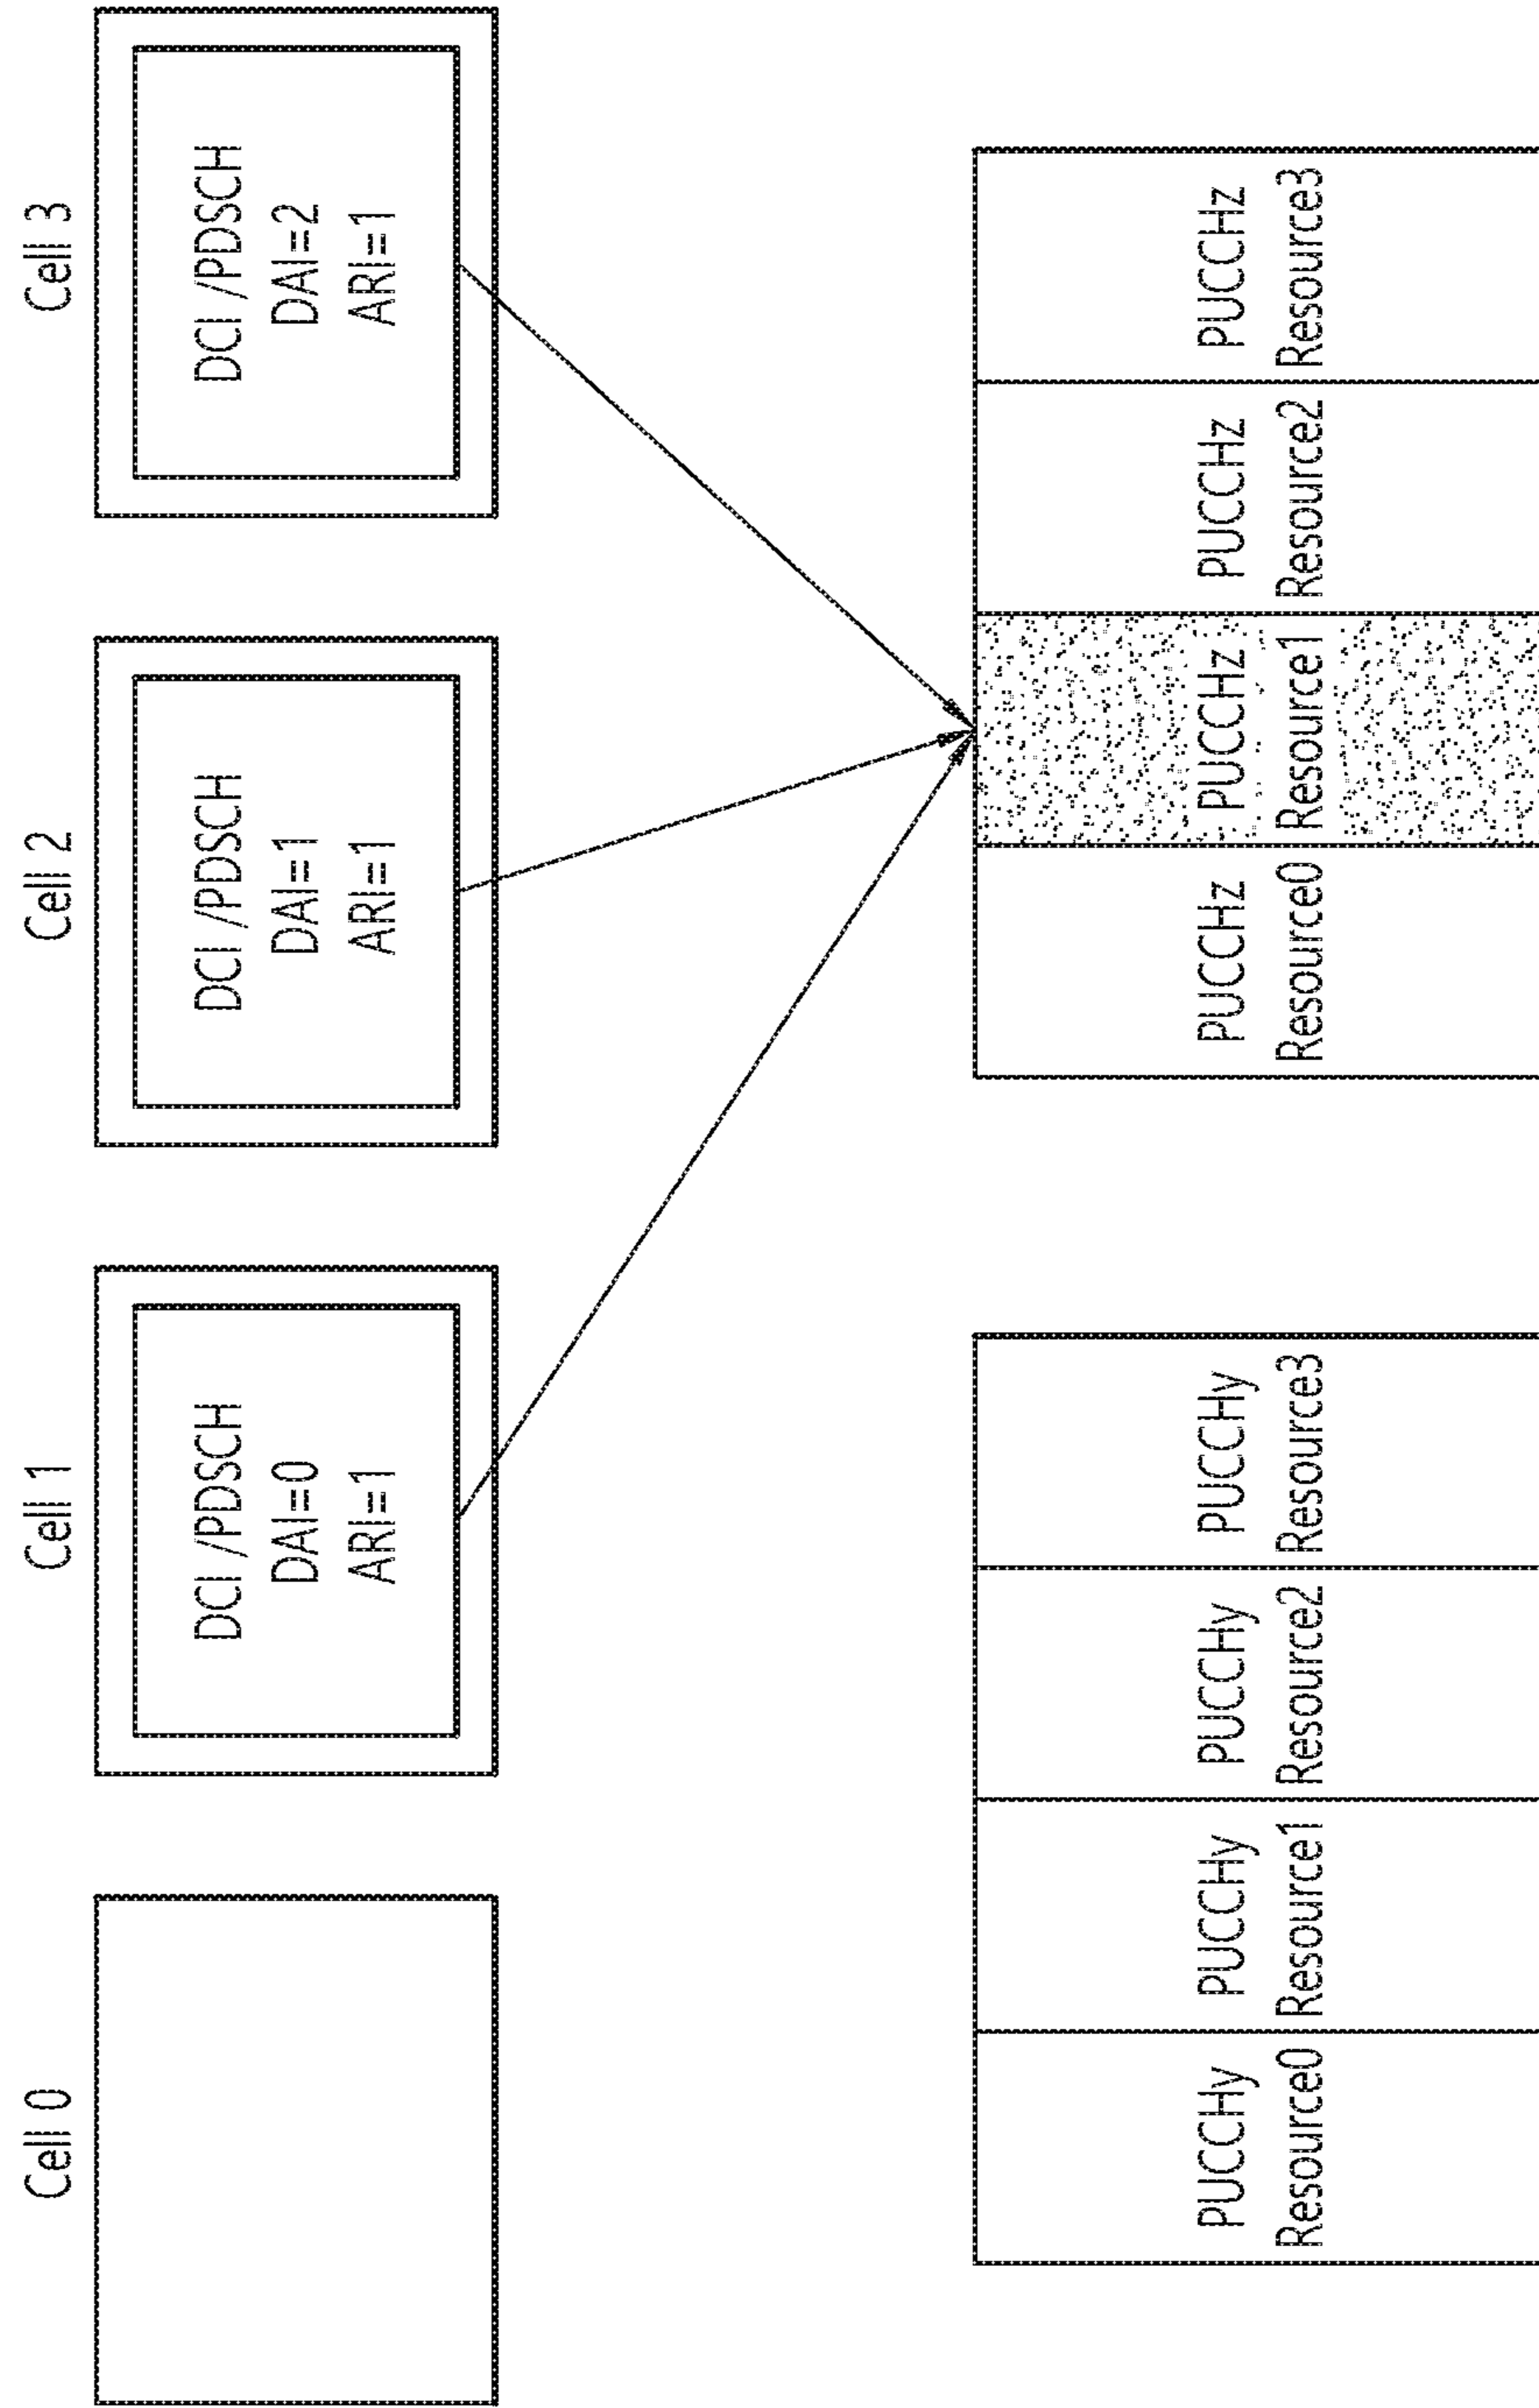 Cell 0
Cell 1
DCI /PDSCH
DAI=0
ARI=1
Cell 2
DCI /PDSCH
DAI=1
ARI=1
Cell 3
DCI /PDSCH
DAI=2
ARI=1
PUCCHy
Resource0
PUCCHy
Resource1
PUCCHy
Resource2
PUCCHy
Resource3
PUCCHz
Resource0
PUCCHz
Resource1
PUCCHz
Resource2
PUCCHz
Resource3